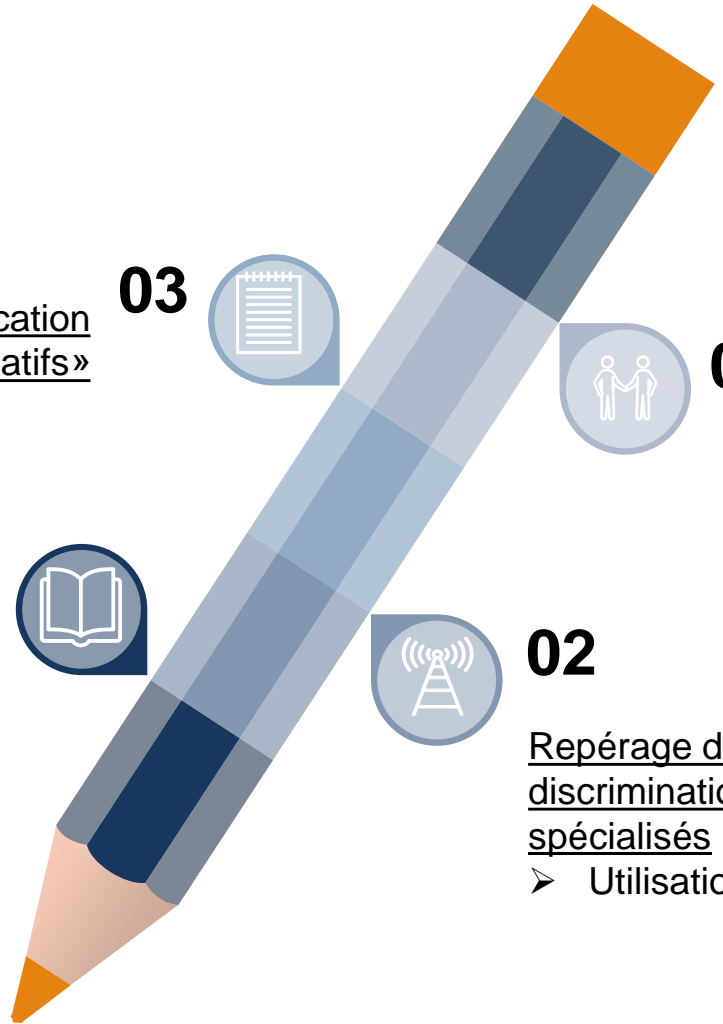 03
cation
atifs»
02
Repérage d
discriminatio
spécialisés
➢ Utilisatio